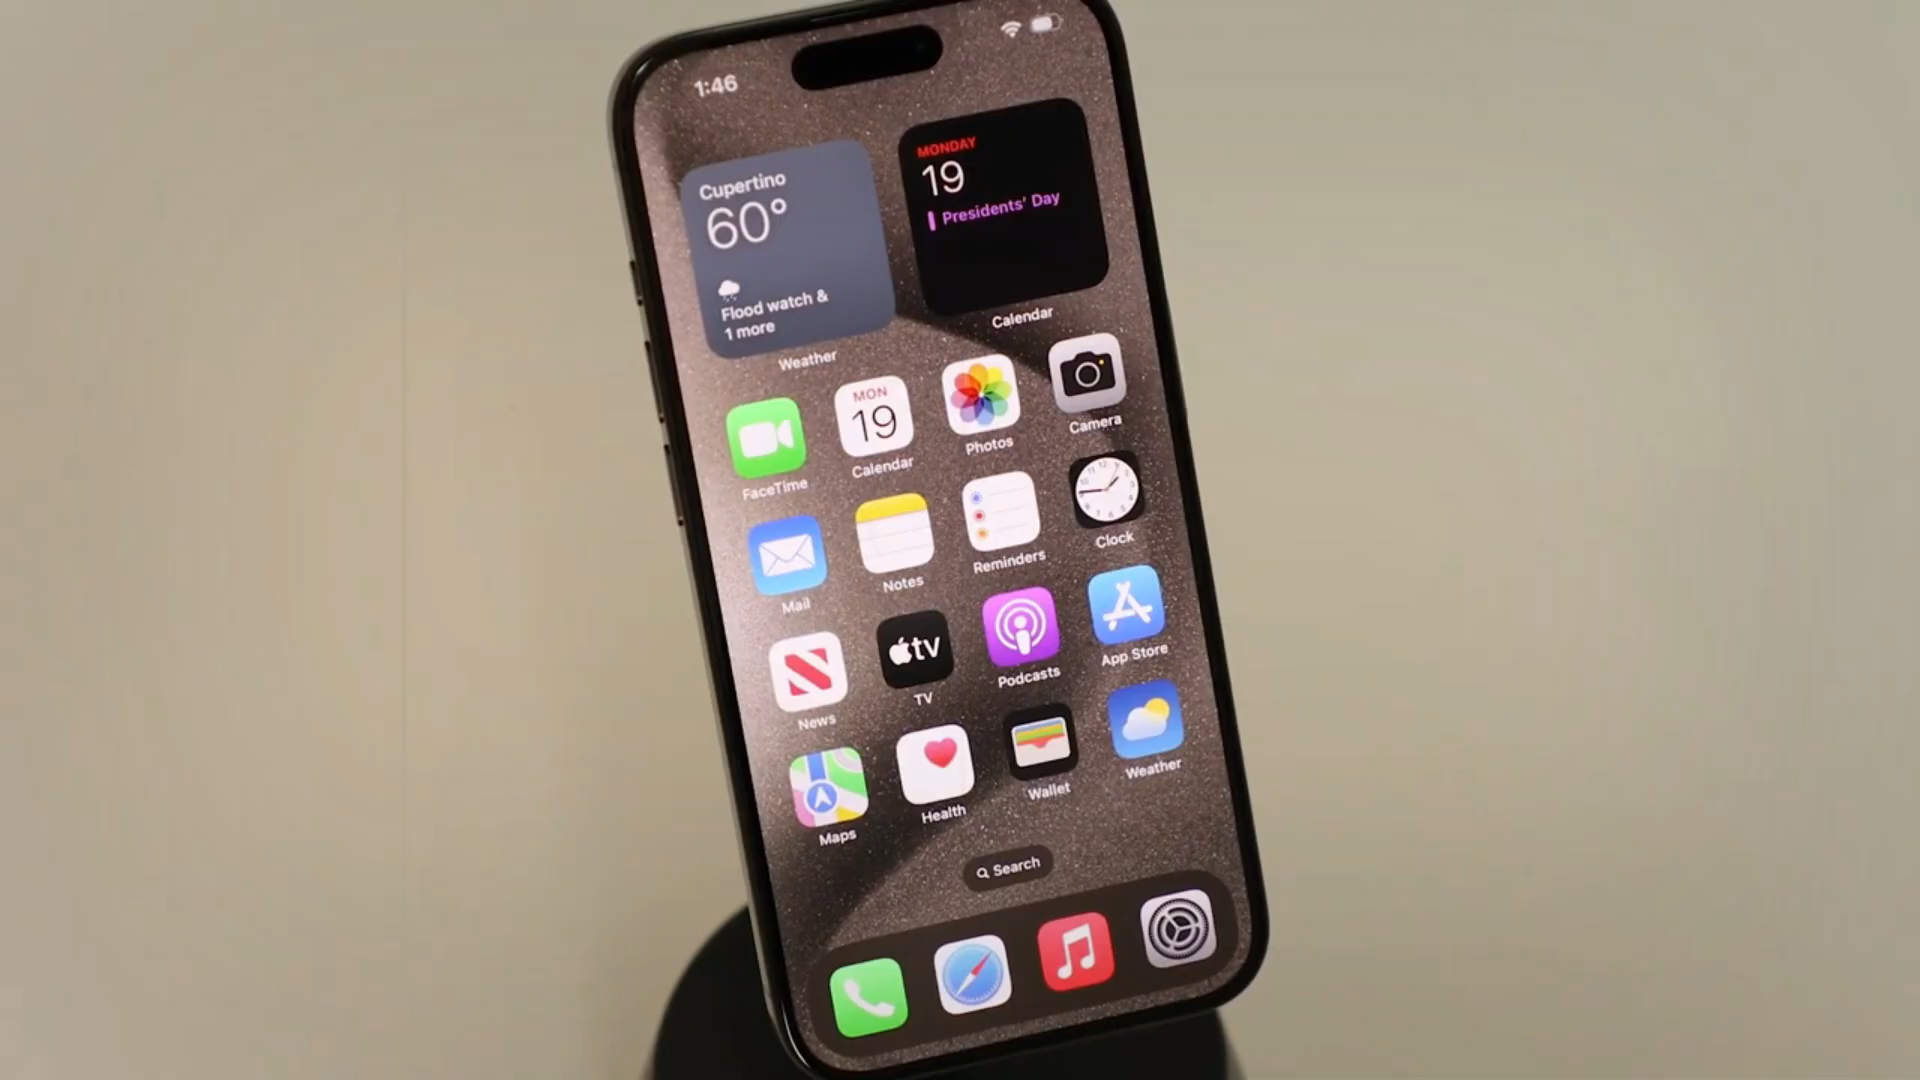 1:46
Cupertino
60°
Flood watch &
1 more
Weather
MONDAY
19
Presidents' Day
Calendar
FaceTime
MON
19
Calendar
Photos
Camera
Mail
Notes
Reminders
Clock
News
tv
TV
Podcasts
App Store
Maps
Health
Wallet
Weather
Search